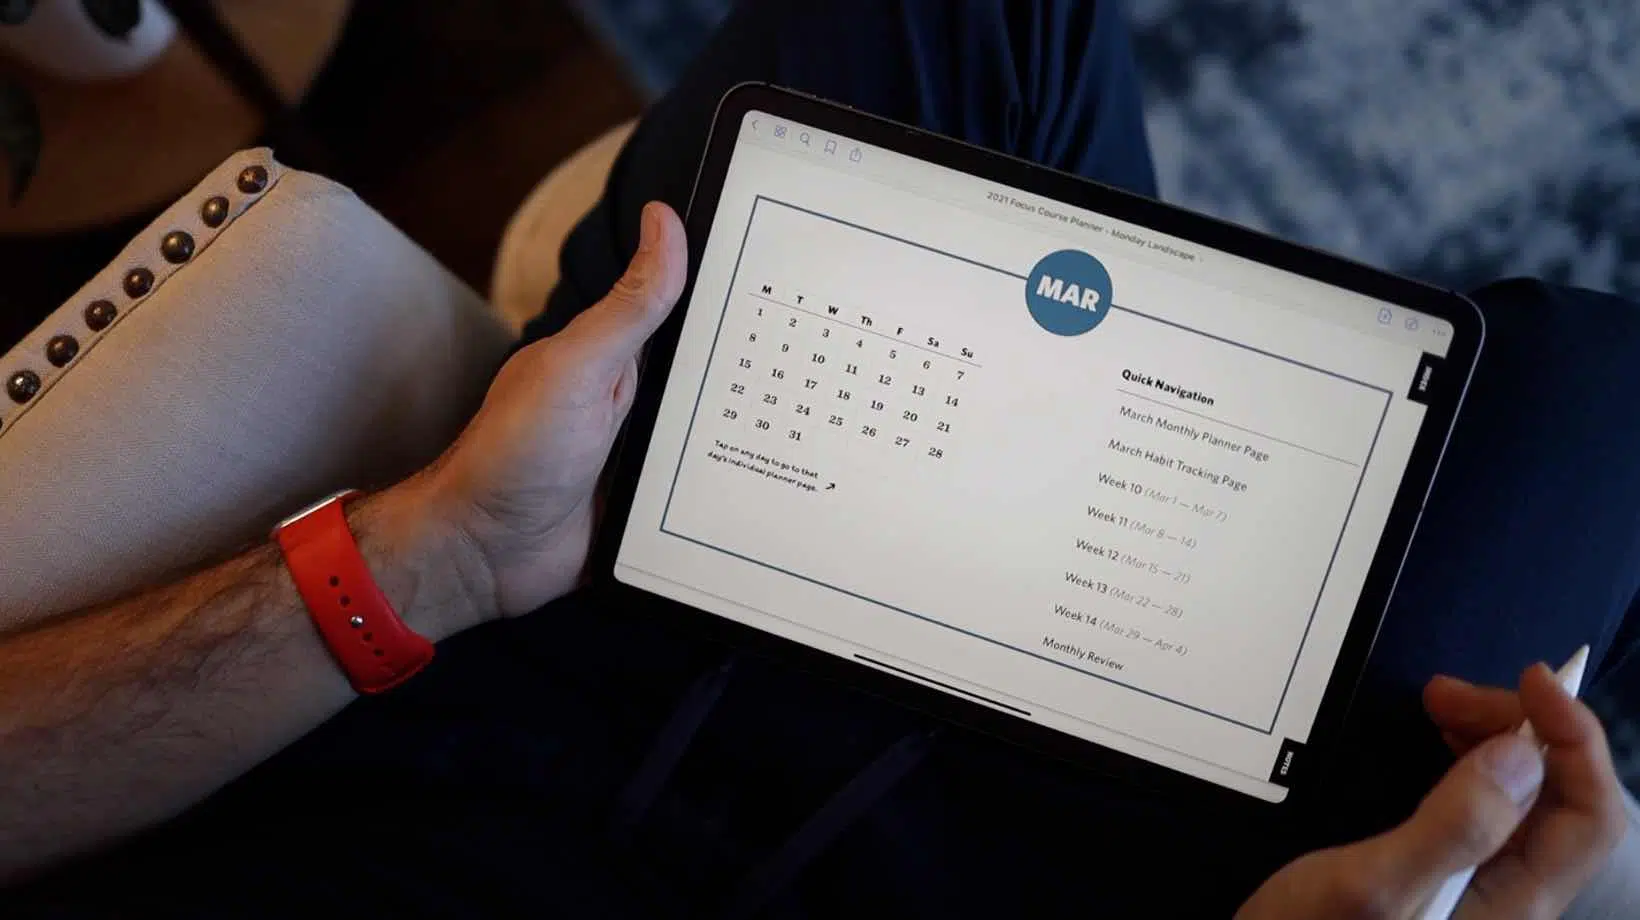 2021 Focus Course Planner - Monday Landscape
MAR
M T W Th F Sa Su
1 2 3 4 5 6 7
8 9 10 11 12 13 14
15 16 17 18 19 20 21
22 23 24 25 26 27 28
29 30 31
Tap on any day to go to that
day's individual planner page.
Quick Navigation
March Monthly Planner Page
March Habit Tracking Page
Week 10 (Mar 1 — Mar 7)
Week 11 (Mar 8 — 14)
Week 12 (Mar 15 — 21)
Week 13 (Mar 22 — 28)
Week 14 (Mar 29 — Apr 4)
Monthly Review
INDEX
NOTES